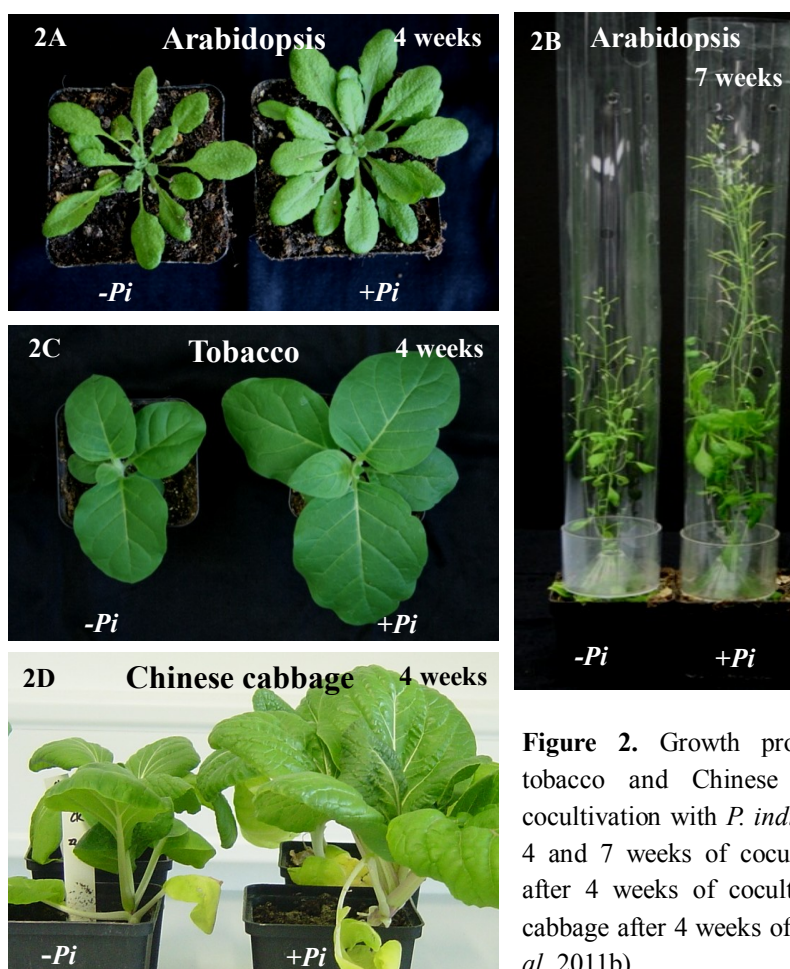 2A Arabidopsis 4 weeks
-Pi +Pi
2B Arabidopsis
7 weeks
-Pi +Pi
2C Tobacco 4 weeks
-Pi +Pi
2D Chinese cabbage 4 weeks
-Pi +Pi
Figure 2. Growth pro
tobacco and Chinese
cocultivation with P. ind
4 and 7 weeks of cocu
after 4 weeks of cocult
cabbage after 4 weeks of
al. 2011b)